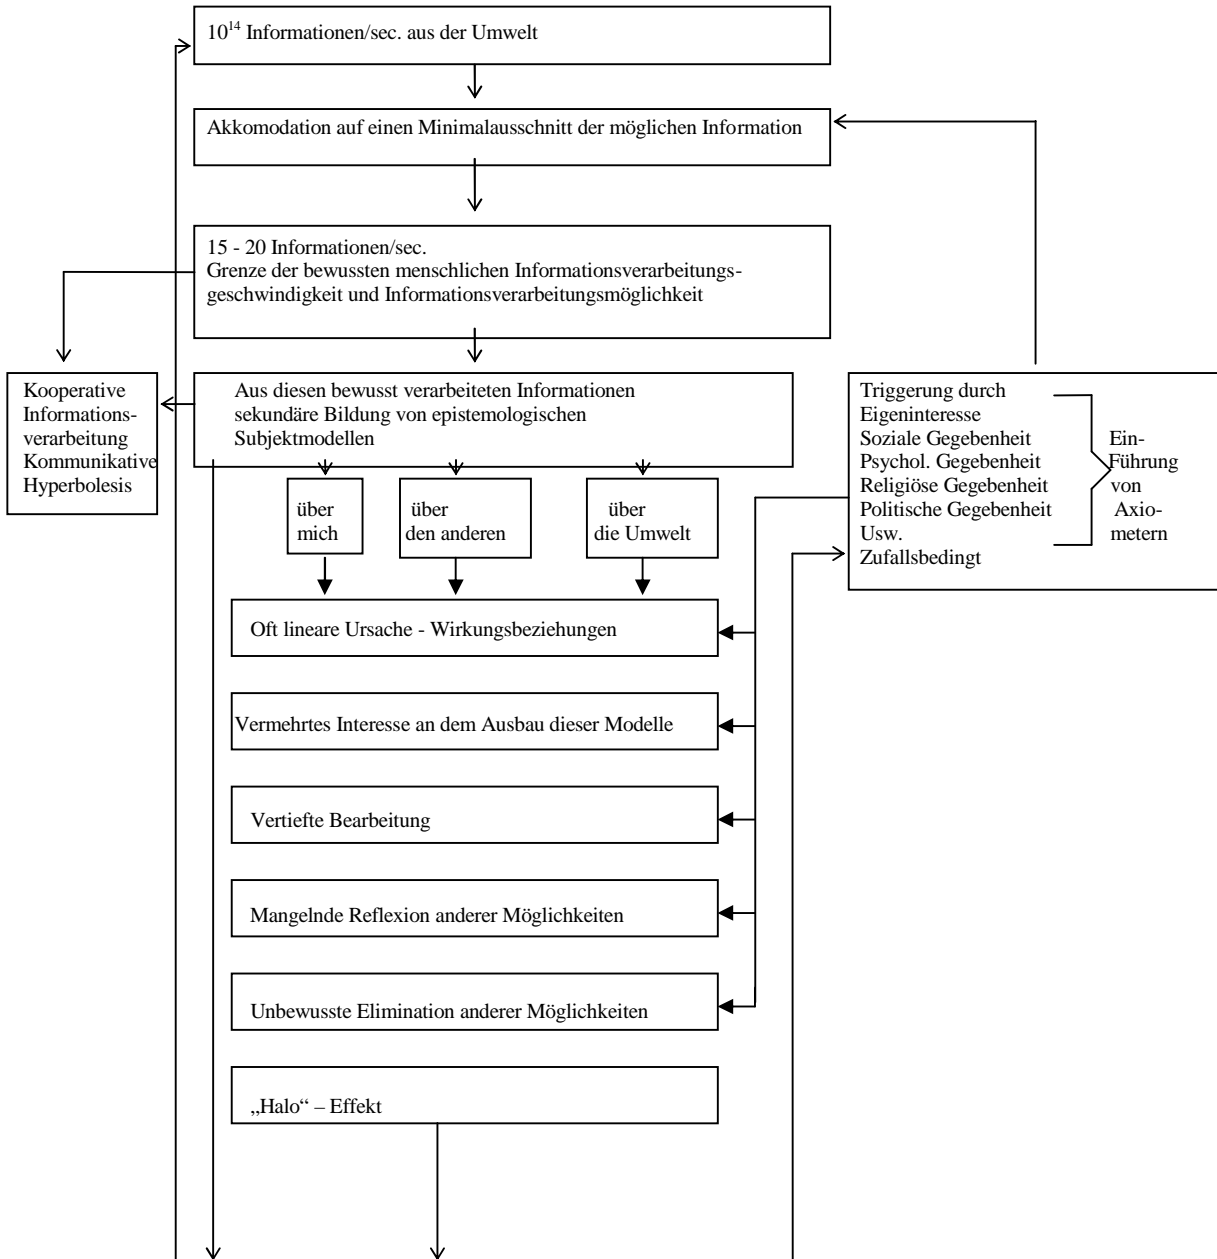 10¹⁴ Informationen/sec. aus der Umwelt
Akkomodation auf einen Minimalausschnitt der möglichen Information
15 - 20 Informationen/sec.
Grenze der bewussten menschlichen Informationsverarbeitungs-
geschwindigkeit und Informationsverarbeitungsmöglichkeit
Kooperative
Informations-
verarbeitung
Kommunikative
Hyperbolesis
Aus diesen bewusst verarbeiteten Informationen
sekundäre Bildung von epistemologischen
Subjektmodellen
Triggerung durch
Eigeninteresse
Soziale Gegebenheit
Psychol. Gegebenheit
Religiöse Gegebenheit
Politische Gegebenheit
Usw.
Zufallsbedingt
Ein-
Führung
von
Axio-
metern
über
mich
über
den anderen
über
die Umwelt
Oft lineare Ursache - Wirkungsbeziehungen
Vermehrtes Interesse an dem Ausbau dieser Modelle
Vertiefte Bearbeitung
Mangelnde Reflexion anderer Möglichkeiten
Unbewusste Elimination anderer Möglichkeiten
„Halo“ – Effekt